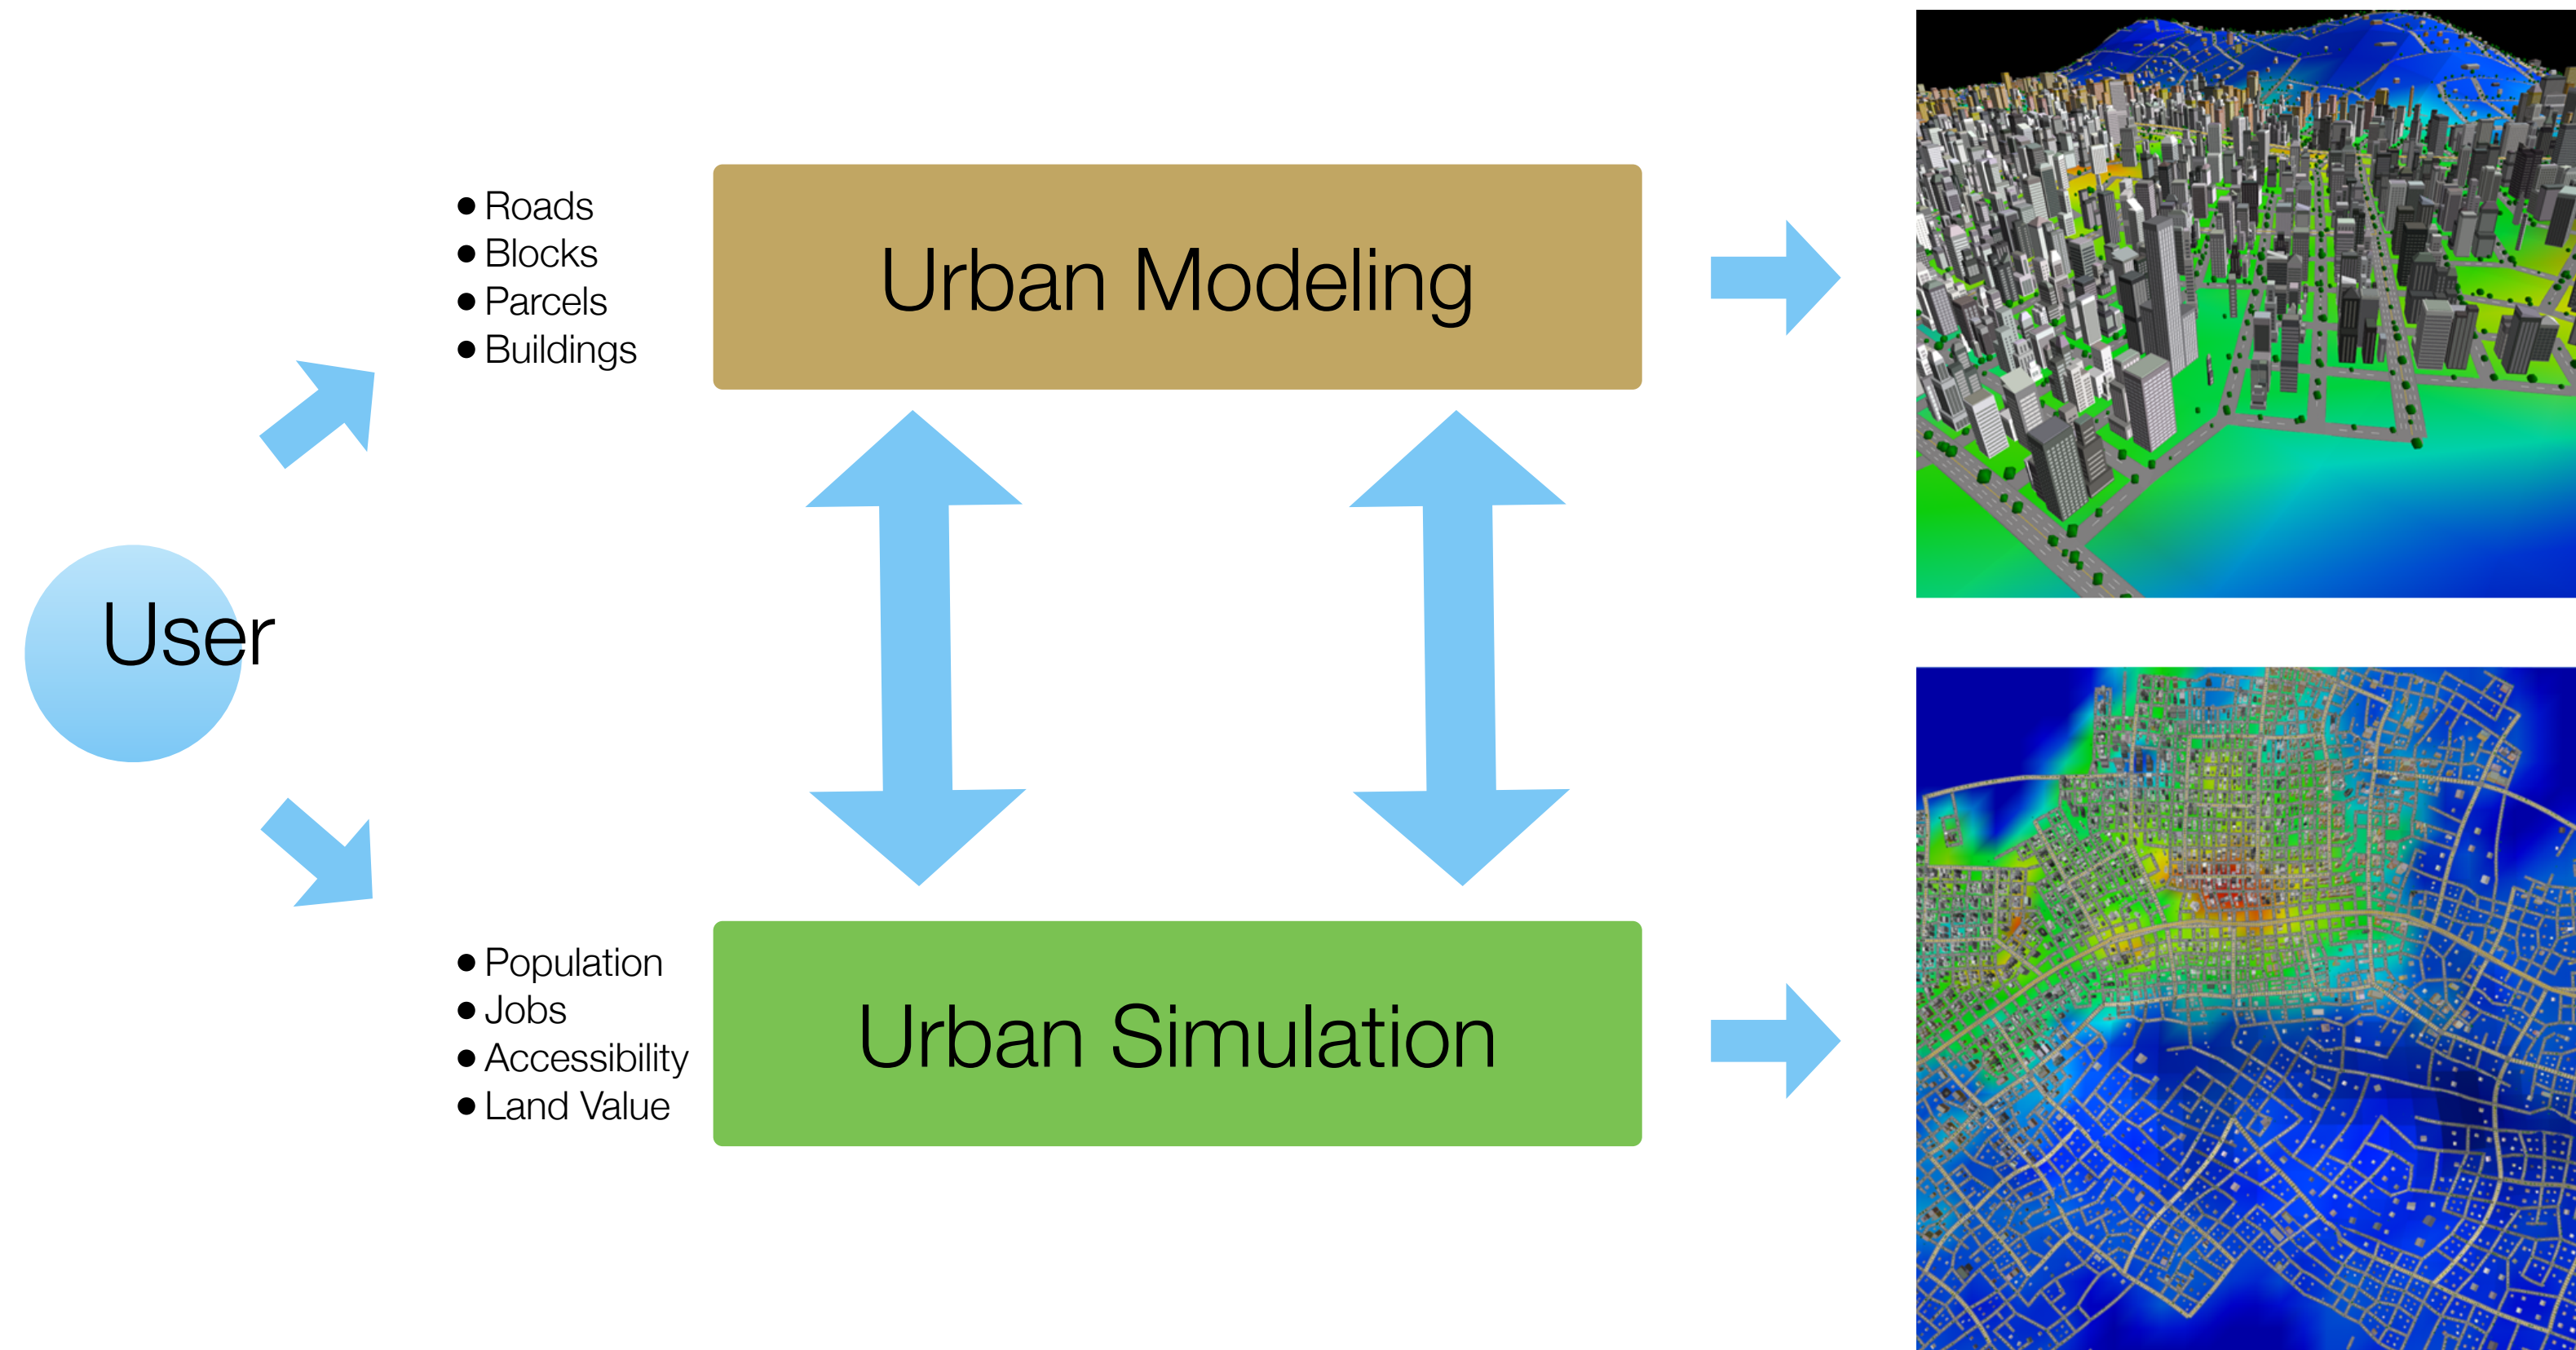 ● Roads
● Blocks
● Parcels
● Buildings
Urban Modeling
User
● Population
● Jobs
● Accessibility
● Land Value
Urban Simulation